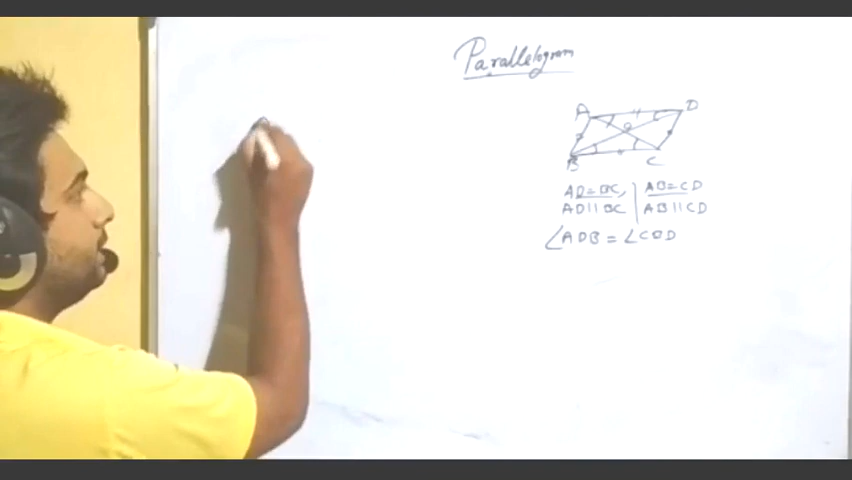 Parallelogram
A D
O
B C
AD=BC, | AB=CD
AD||BC | AB||CD
∠ADB=∠CBD